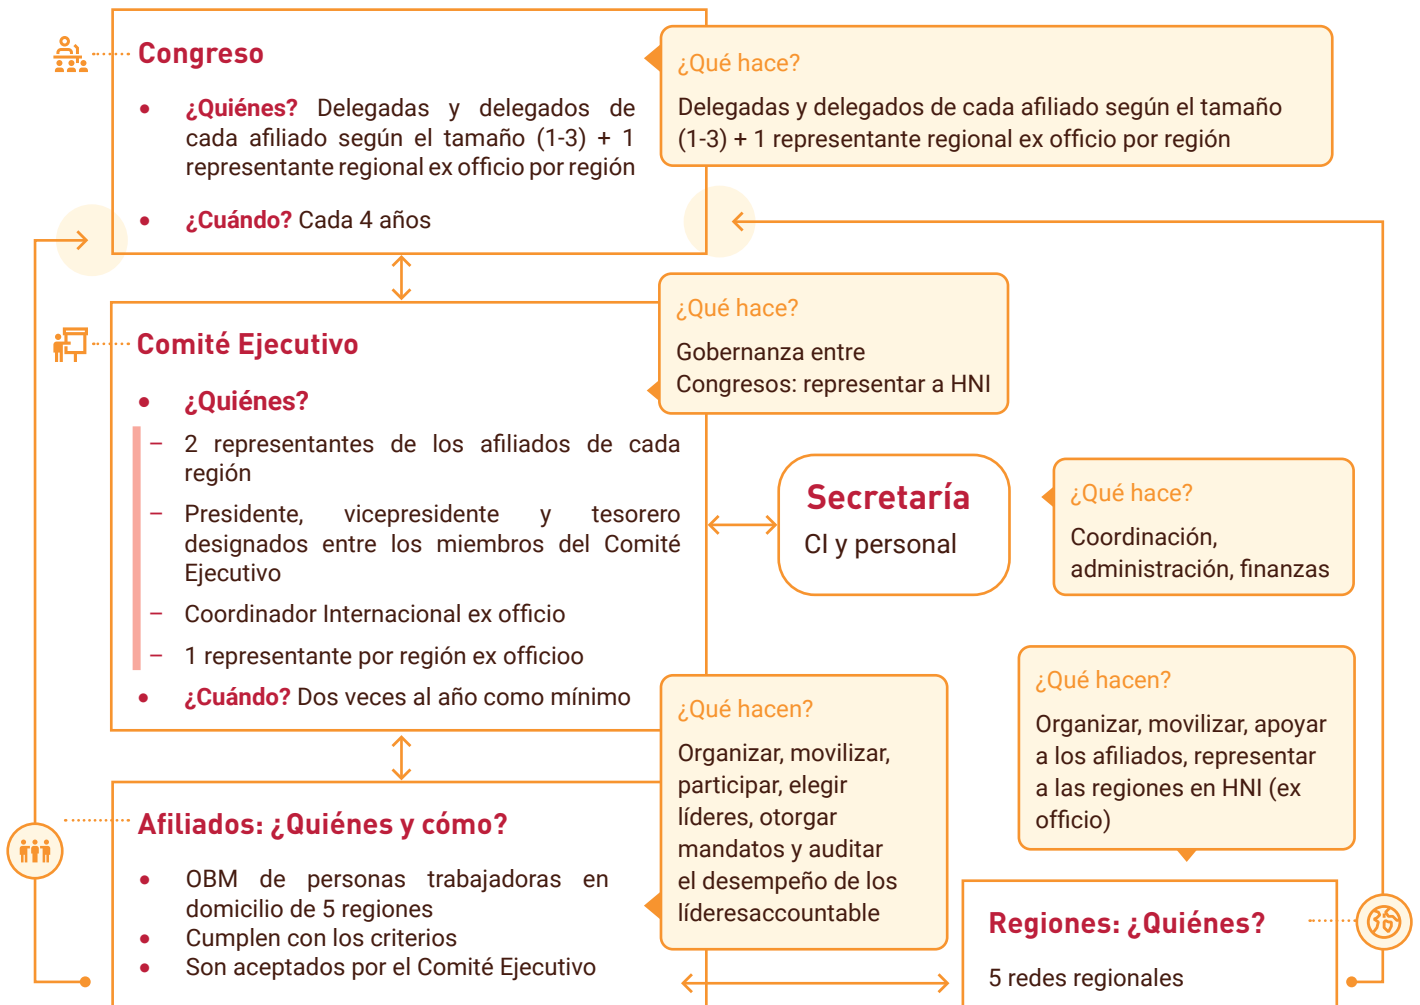 Congreso
• ¿Quiénes? Delegadas y delegados de
cada afiliado según el tamaño (1-3) + 1
representante regional ex officio por región
• ¿Cuándo? Cada 4 años
¿Qué hace?
Delegadas y delegados de cada afiliado según el tamaño
(1-3) + 1 representante regional ex officio por región
Comité Ejecutivo
• ¿Quiénes?
– 2 representantes de los afiliados de cada
región
– Presidente, vicepresidente y tesorero
designados entre los miembros del Comité
Ejecutivo
– Coordinador Internacional ex officio
– 1 representante por región ex officioo
• ¿Cuándo? Dos veces al año como mínimo
¿Qué hace?
Gobernanza entre
Congresos: representar a HNI
Secretaría
CI y personal
¿Qué hace?
Coordinación,
administración, finanzas
Afiliados: ¿Quiénes y cómo?
• OBM de personas trabajadoras en
domicilio de 5 regiones
• Cumplen con los criterios
• Son aceptados por el Comité Ejecutivo
¿Qué hacen?
Organizar, movilizar,
participar, elegir
líderes, otorgar
mandatos y auditar
el desempeño de los
líderesaccountable
¿Qué hacen?
Organizar, movilizar, apoyar
a los afiliados, representar
a las regiones en HNI (ex
officio)
Regiones: ¿Quiénes?
5 redes regionales